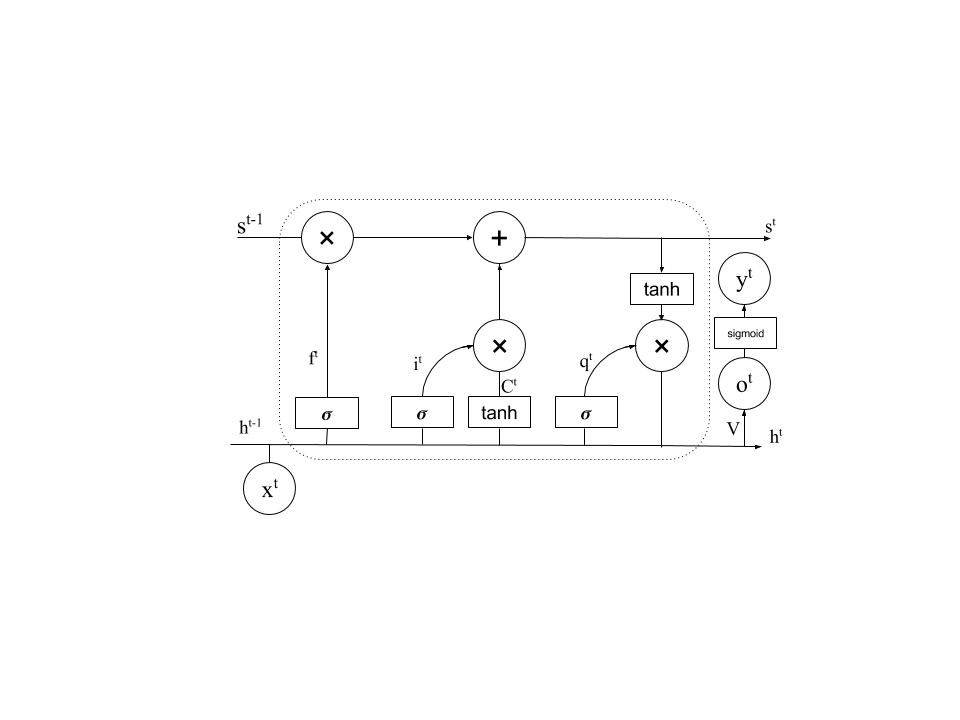 s^t-1
×
+
s^t
tanh
y^t
sigmoid
×
×
f^t
i^t
q^t
C^t
o^t
σ
σ
tanh
σ
h^t-1
V
h^t
x^t